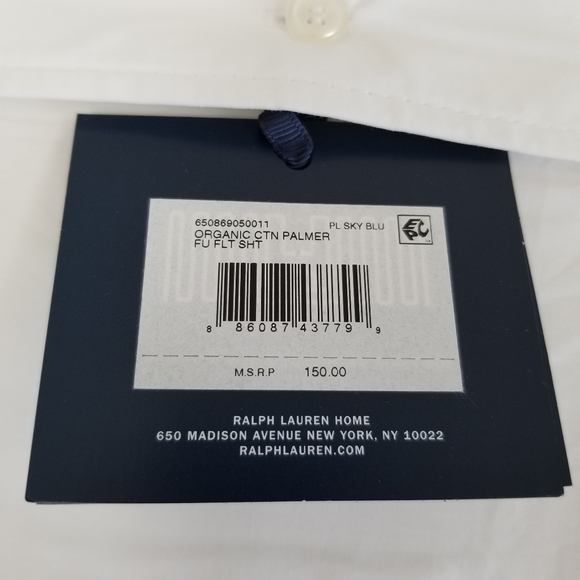 650869050011 PL SKY BLU EPC
ORGANIC CTN PALMER
FU FLT SHT
8 86087 43779 9
M.S.R.P 150.00
RALPH LAUREN HOME
650 MADISON AVENUE NEW YORK, NY 10022
RALPHLAUREN.COM